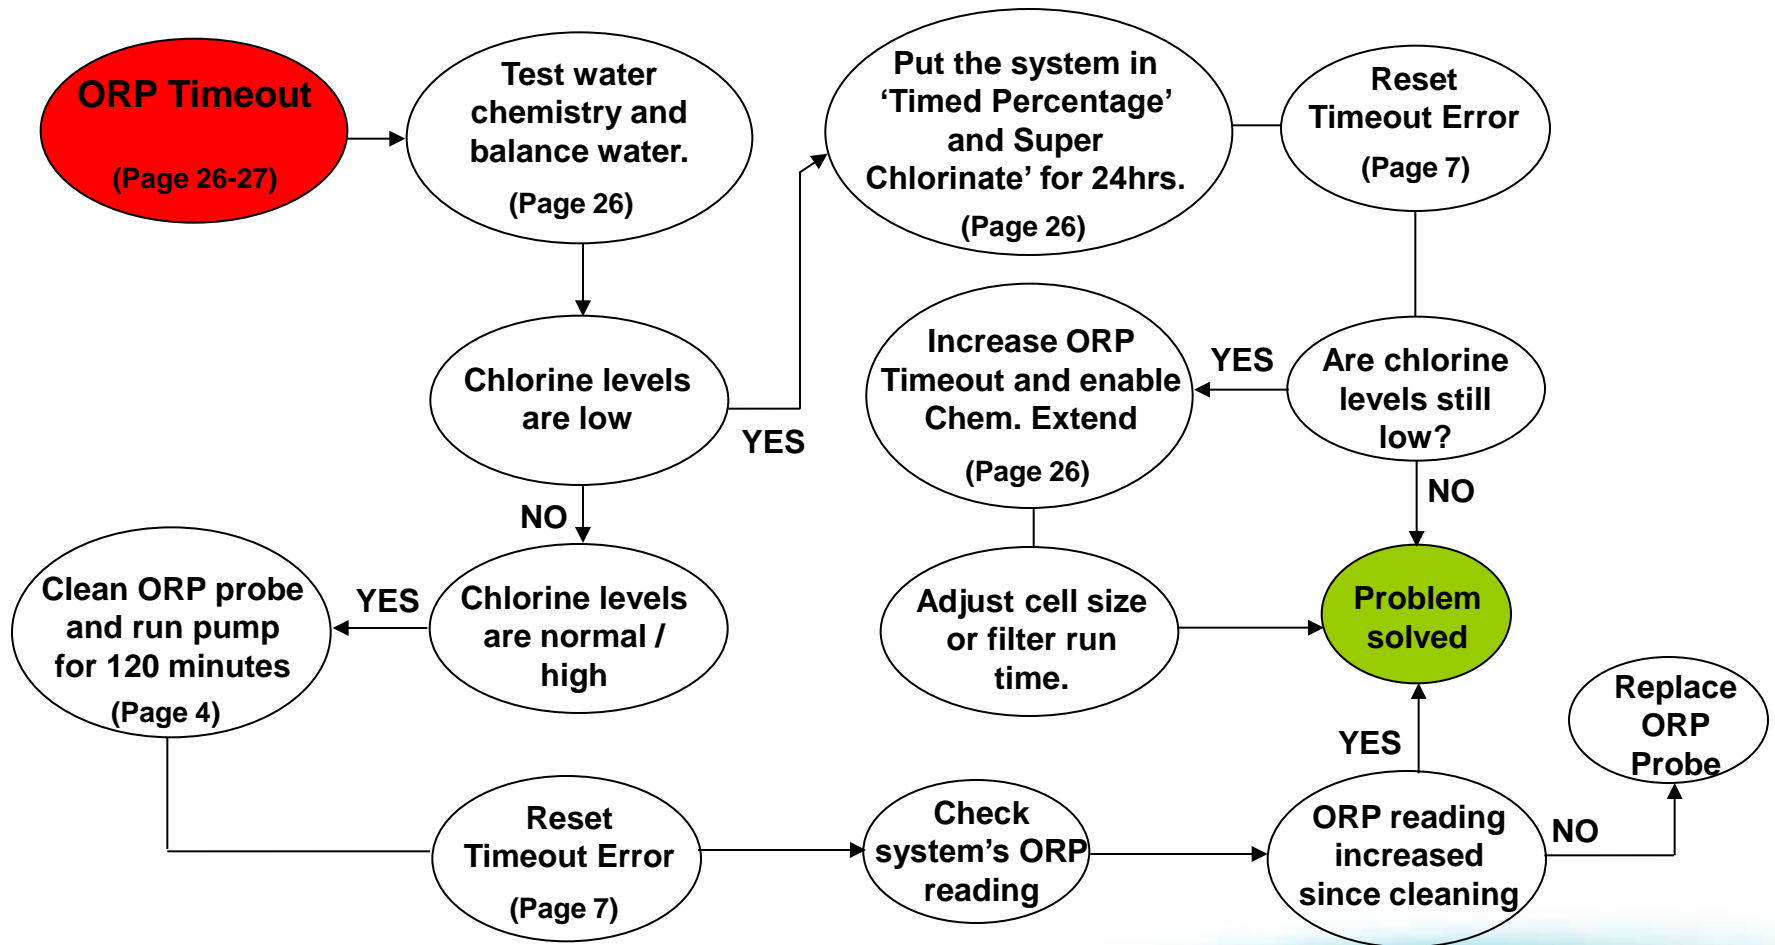 ORP Timeout
(Page 26-27)
Test water
chemistry and
balance water.
(Page 26)
Put the system in
‘Timed Percentage’
and Super
Chlorinate’ for 24hrs.
(Page 26)
Reset
Timeout Error
(Page 7)
Chlorine levels
are low
YES
Increase ORP
Timeout and enable
Chem. Extend
(Page 26)
YES
Are chlorine
levels still
low?
NO
NO
Clean ORP probe
and run pump
for 120 minutes
(Page 4)
YES
Chlorine levels
are normal /
high
Adjust cell size
or filter run
time.
Problem
solved
Replace
ORP
Probe
YES
Reset
Timeout Error
(Page 7)
Check
system’s ORP
reading
ORP reading
increased
since cleaning
NO